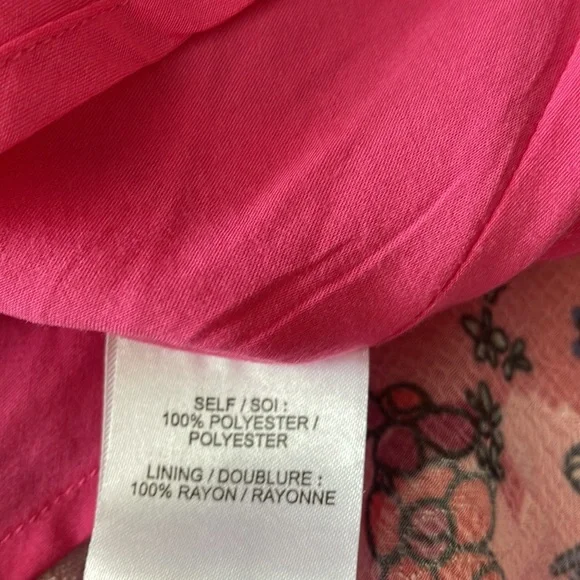 SELF / SOI :
100% POLYESTER /
POLYESTER
LINING / DOUBLURE :
100% RAYON / RAYONNE